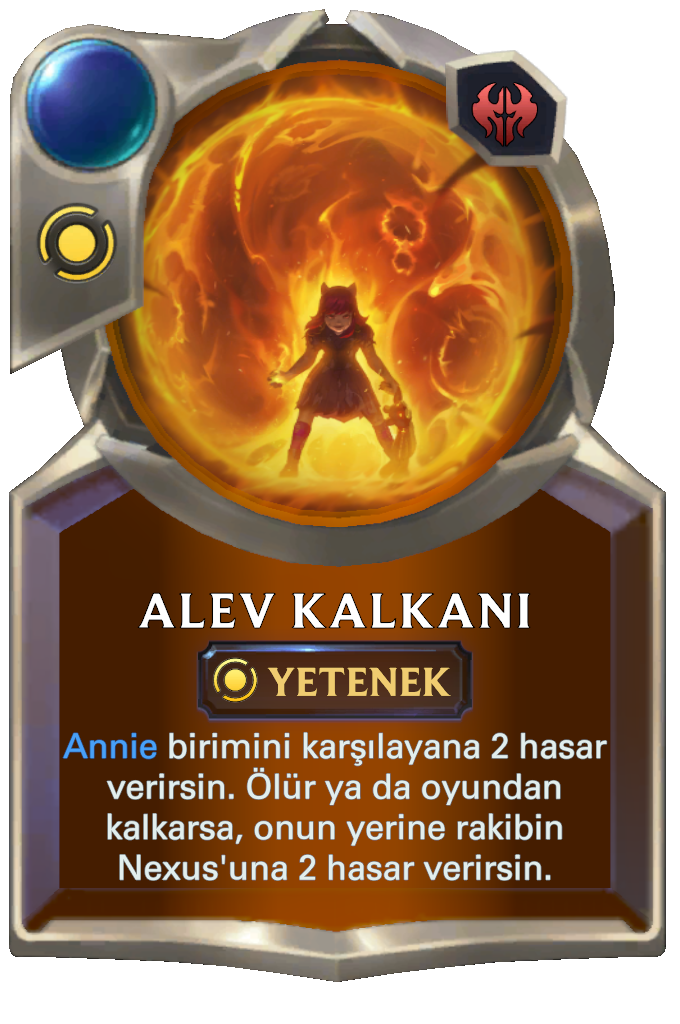 ALEV KALKANI
YETENEK
Annie birimini karşılayana 2 hasar
verirsin. Ölür ya da oyundan
kalkarsa, onun yerine rakibin
Nexus'una 2 hasar verirsin.